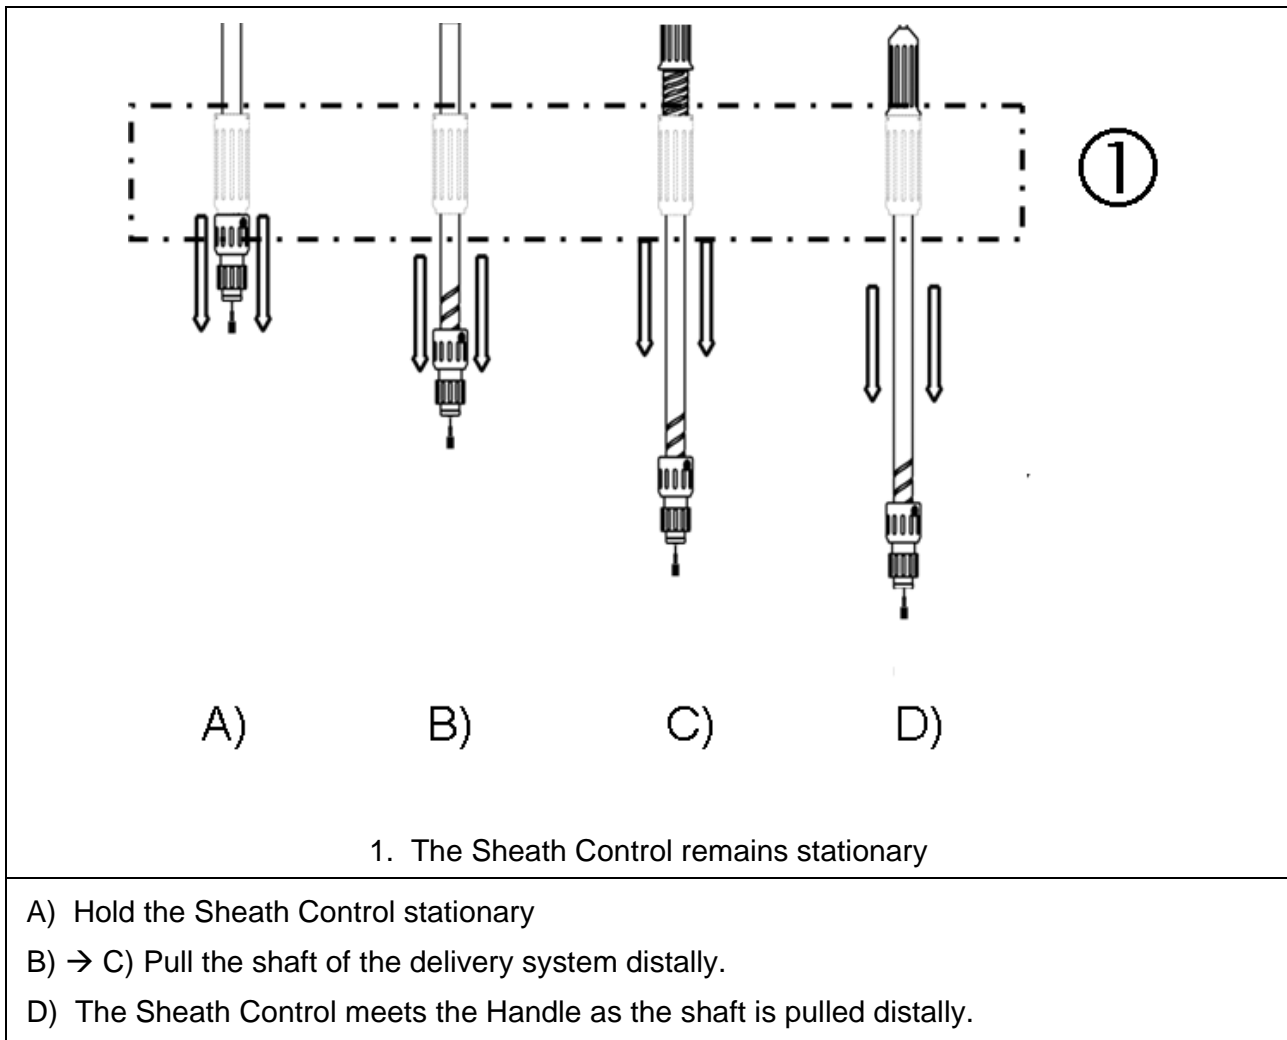 ①
A) B) C) D)
1. The Sheath Control remains stationary
A) Hold the Sheath Control stationary
B) → C) Pull the shaft of the delivery system distally.
D) The Sheath Control meets the Handle as the shaft is pulled distally.